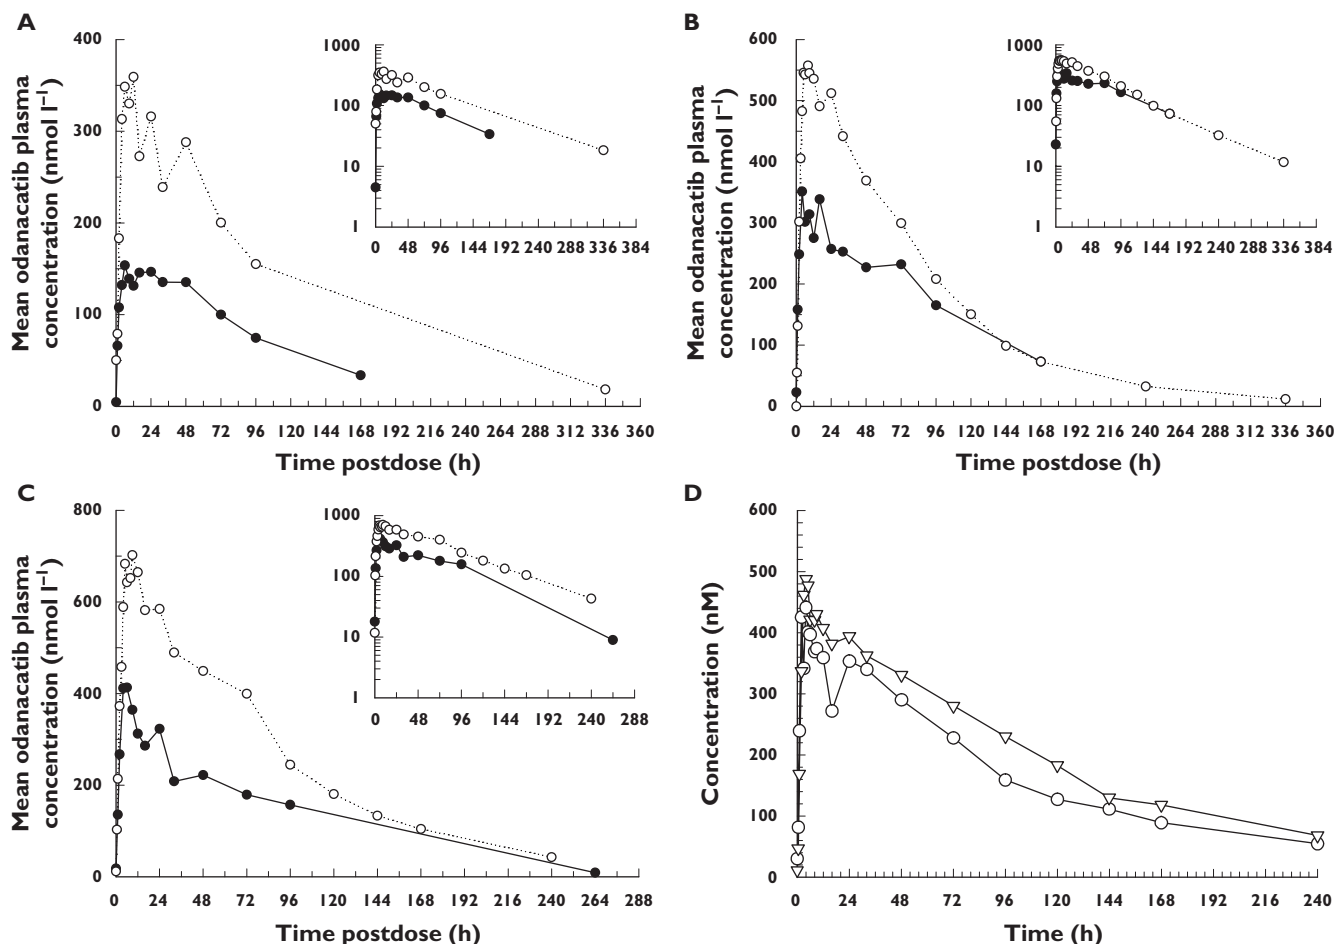 A
Mean odanacatib plasma
concentration (nmol l⁻¹)
400
300
200
100
0
0 24 48 72 96 120 144 168 192 216 240 264 288 312 336 360
Time postdose (h)
1000
100
10
1
0 48 96 144 192 240 288 336 384
B
Mean odanacatib plasma
concentration (nmol l⁻¹)
600
500
400
300
200
100
0
0 24 48 72 96 120 144 168 192 216 240 264 288 312 336 360
Time postdose (h)
1000
100
10
1
0 48 96 144 192 240 288 336 384
C
Mean odanacatib plasma
concentration (nmol l⁻¹)
800
600
400
200
0
0 24 48 72 96 120 144 168 192 216 240 264 288
Time postdose (h)
1000
100
10
1
0 48 96 144 192 240 288
D
Concentration (nM)
600
500
400
300
200
100
0
0 24 48 72 96 120 144 168 192 216 240
Time (h)